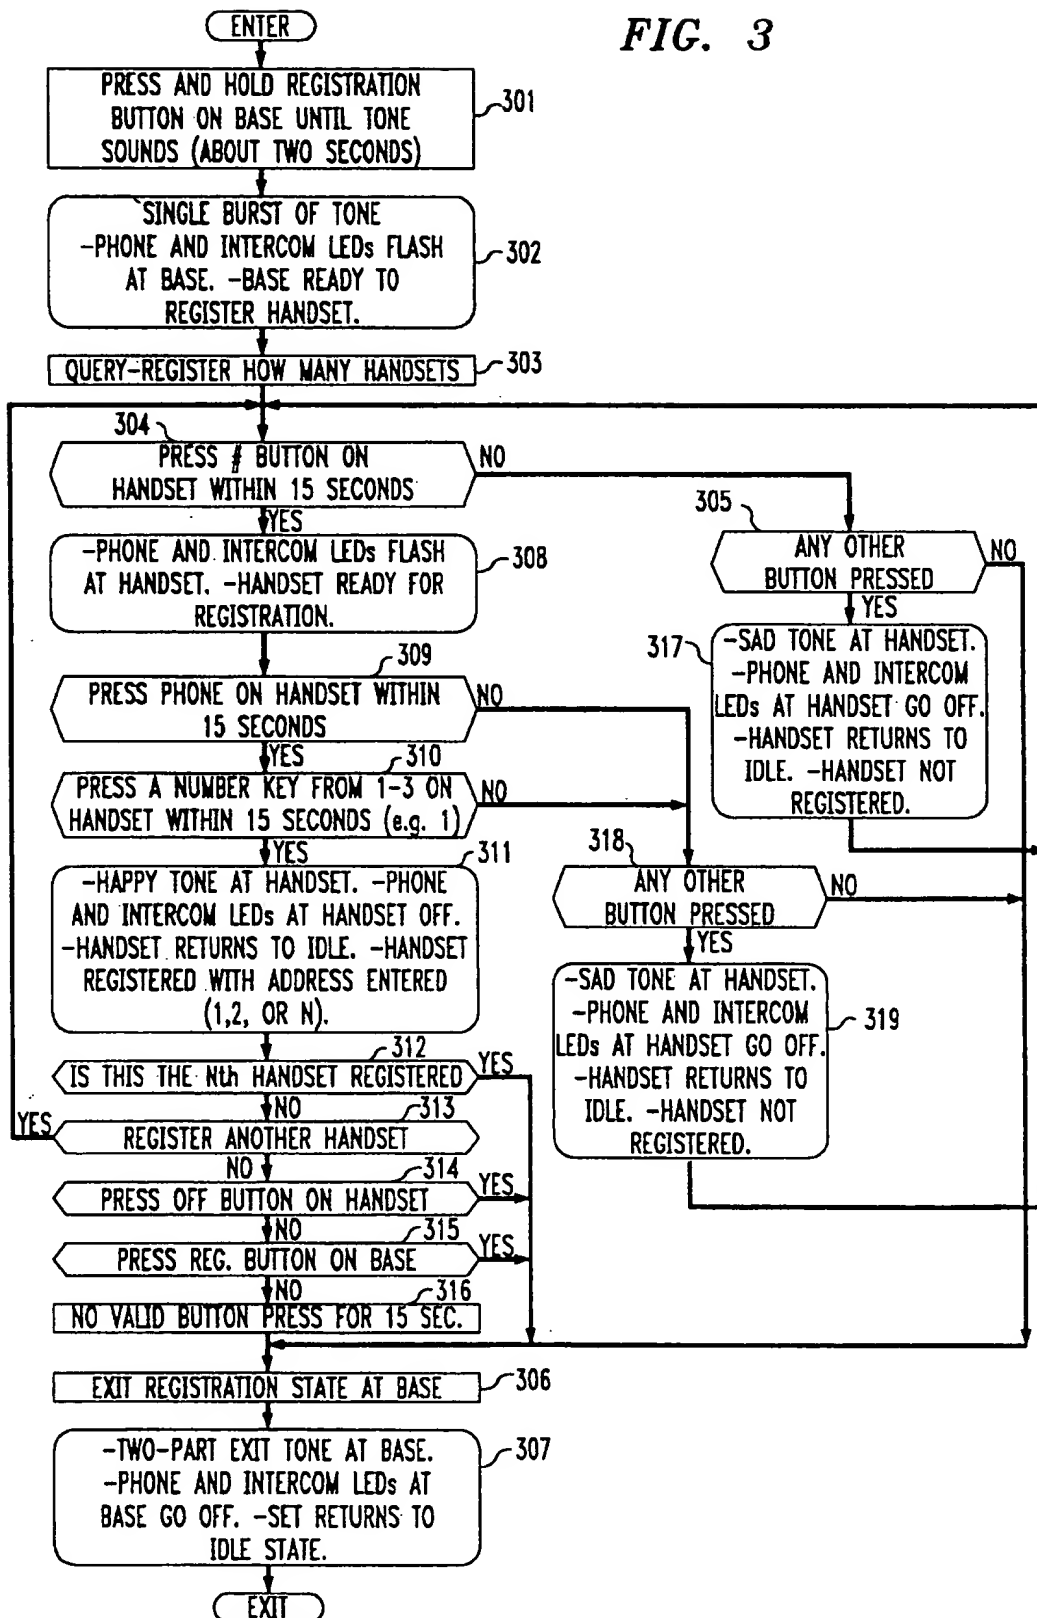 FIG. 3
ENTER
PRESS AND HOLD REGISTRATION
BUTTON ON BASE UNTIL TONE
SOUNDS (ABOUT TWO SECONDS)
301
SINGLE BURST OF TONE
-PHONE AND INTERCOM LEDs FLASH
AT BASE. -BASE READY TO
REGISTER HANDSET.
302
QUERY-REGISTER HOW MANY HANDSETS
303
304
PRESS # BUTTON ON
HANDSET WITHIN 15 SECONDS
NO
YES
305
ANY OTHER
BUTTON PRESSED
NO
YES
-PHONE AND INTERCOM LEDs FLASH
AT HANDSET. -HANDSET READY FOR
REGISTRATION.
308
317
-SAD TONE AT HANDSET.
-PHONE AND INTERCOM
LEDs AT HANDSET GO OFF.
-HANDSET RETURNS TO
IDLE. -HANDSET NOT
REGISTERED.
309
PRESS PHONE ON HANDSET WITHIN
15 SECONDS
NO
YES
310
PRESS A NUMBER KEY FROM 1-3 ON
HANDSET WITHIN 15 SECONDS (e.g. 1)
NO
YES
311
-HAPPY TONE AT HANDSET. -PHONE
AND INTERCOM LEDs AT HANDSET OFF.
-HANDSET RETURNS TO IDLE. -HANDSET
REGISTERED WITH ADDRESS ENTERED
(1,2, OR N).
318
ANY OTHER
BUTTON PRESSED
NO
YES
-SAD TONE AT HANDSET.
-PHONE AND INTERCOM
LEDs AT HANDSET GO OFF.
-HANDSET RETURNS TO
IDLE. -HANDSET NOT
REGISTERED.
319
312
IS THIS THE Nth HANDSET REGISTERED
YES
NO
313
YES
REGISTER ANOTHER HANDSET
NO
314
PRESS OFF BUTTON ON HANDSET
YES
NO
315
PRESS REG. BUTTON ON BASE
YES
NO
316
NO VALID BUTTON PRESS FOR 15 SEC.
EXIT REGISTRATION STATE AT BASE
306
-TWO-PART EXIT TONE AT BASE.
-PHONE AND INTERCOM LEDs AT
BASE GO OFF. -SET RETURNS TO
IDLE STATE.
307
EXIT